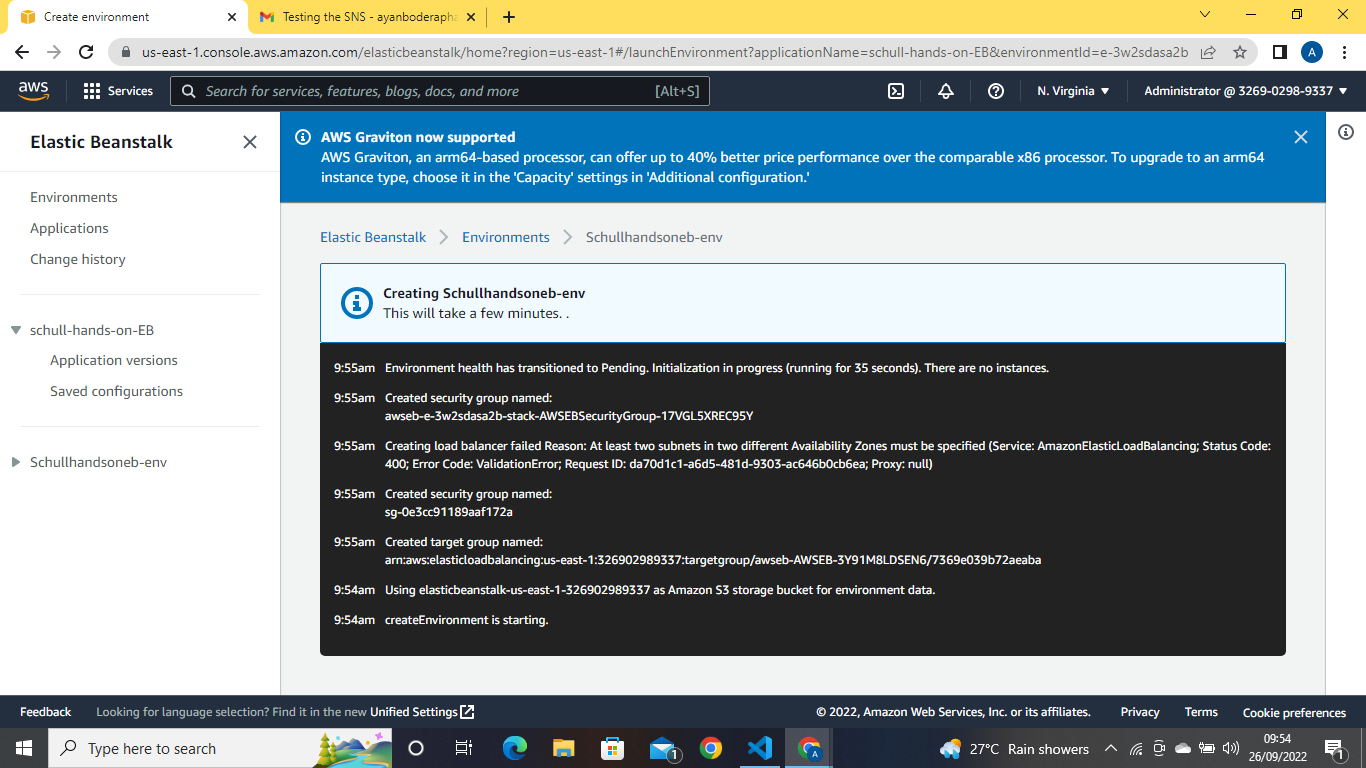 Create environment
Testing the SNS - ayanboderapha
us-east-1.console.aws.amazon.com/elasticbeanstalk/home?region=us-east-1#/launchEnvironment?applicationName=schull-hands-on-EB&environmentId=e-3w2sdasa2b
A
aws
Services
Search for services, features, blogs, docs, and more
[Alt+S]
N. Virginia
Administrator @ 3269-0298-9337
Elastic Beanstalk
Environments
Applications
Change history
schull-hands-on-EB
Application versions
Saved configurations
Schullhandsoneb-env
AWS Graviton now supported
AWS Graviton, an arm64-based processor, can offer up to 40% better price performance over the comparable x86 processor. To upgrade to an arm64
instance type, choose it in the 'Capacity' settings in 'Additional configuration.'
Elastic Beanstalk
Environments
Schullhandsoneb-env
Creating Schullhandsoneb-env
This will take a few minutes. .
9:55am Environment health has transitioned to Pending. Initialization in progress (running for 35 seconds). There are no instances.
9:55am Created security group named:
awseb-e-3w2sdasa2b-stack-AWSEBSecurityGroup-17VGL5XREC95Y
9:55am Creating load balancer failed Reason: At least two subnets in two different Availability Zones must be specified (Service: AmazonElasticLoadBalancing; Status Code:
400; Error Code: ValidationError; Request ID: da70d1c1-a6d5-481d-9303-ac646b0cb6ea; Proxy: null)
9:55am Created security group named:
sg-0e3cc91189aaf172a
9:55am Created target group named:
arn:aws:elasticloadbalancing:us-east-1:326902989337:targetgroup/awseb-AWSEB-3Y91M8LDSEN6/7369e039b72aeaba
9:54am Using elasticbeanstalk-us-east-1-326902989337 as Amazon S3 storage bucket for environment data.
9:54am createEnvironment is starting.
Feedback
Looking for language selection? Find it in the new Unified Settings
© 2022, Amazon Web Services, Inc. or its affiliates.
Privacy
Terms
Cookie preferences
Type here to search
1
A
27°C Rain showers
09:54
26/09/2022
1